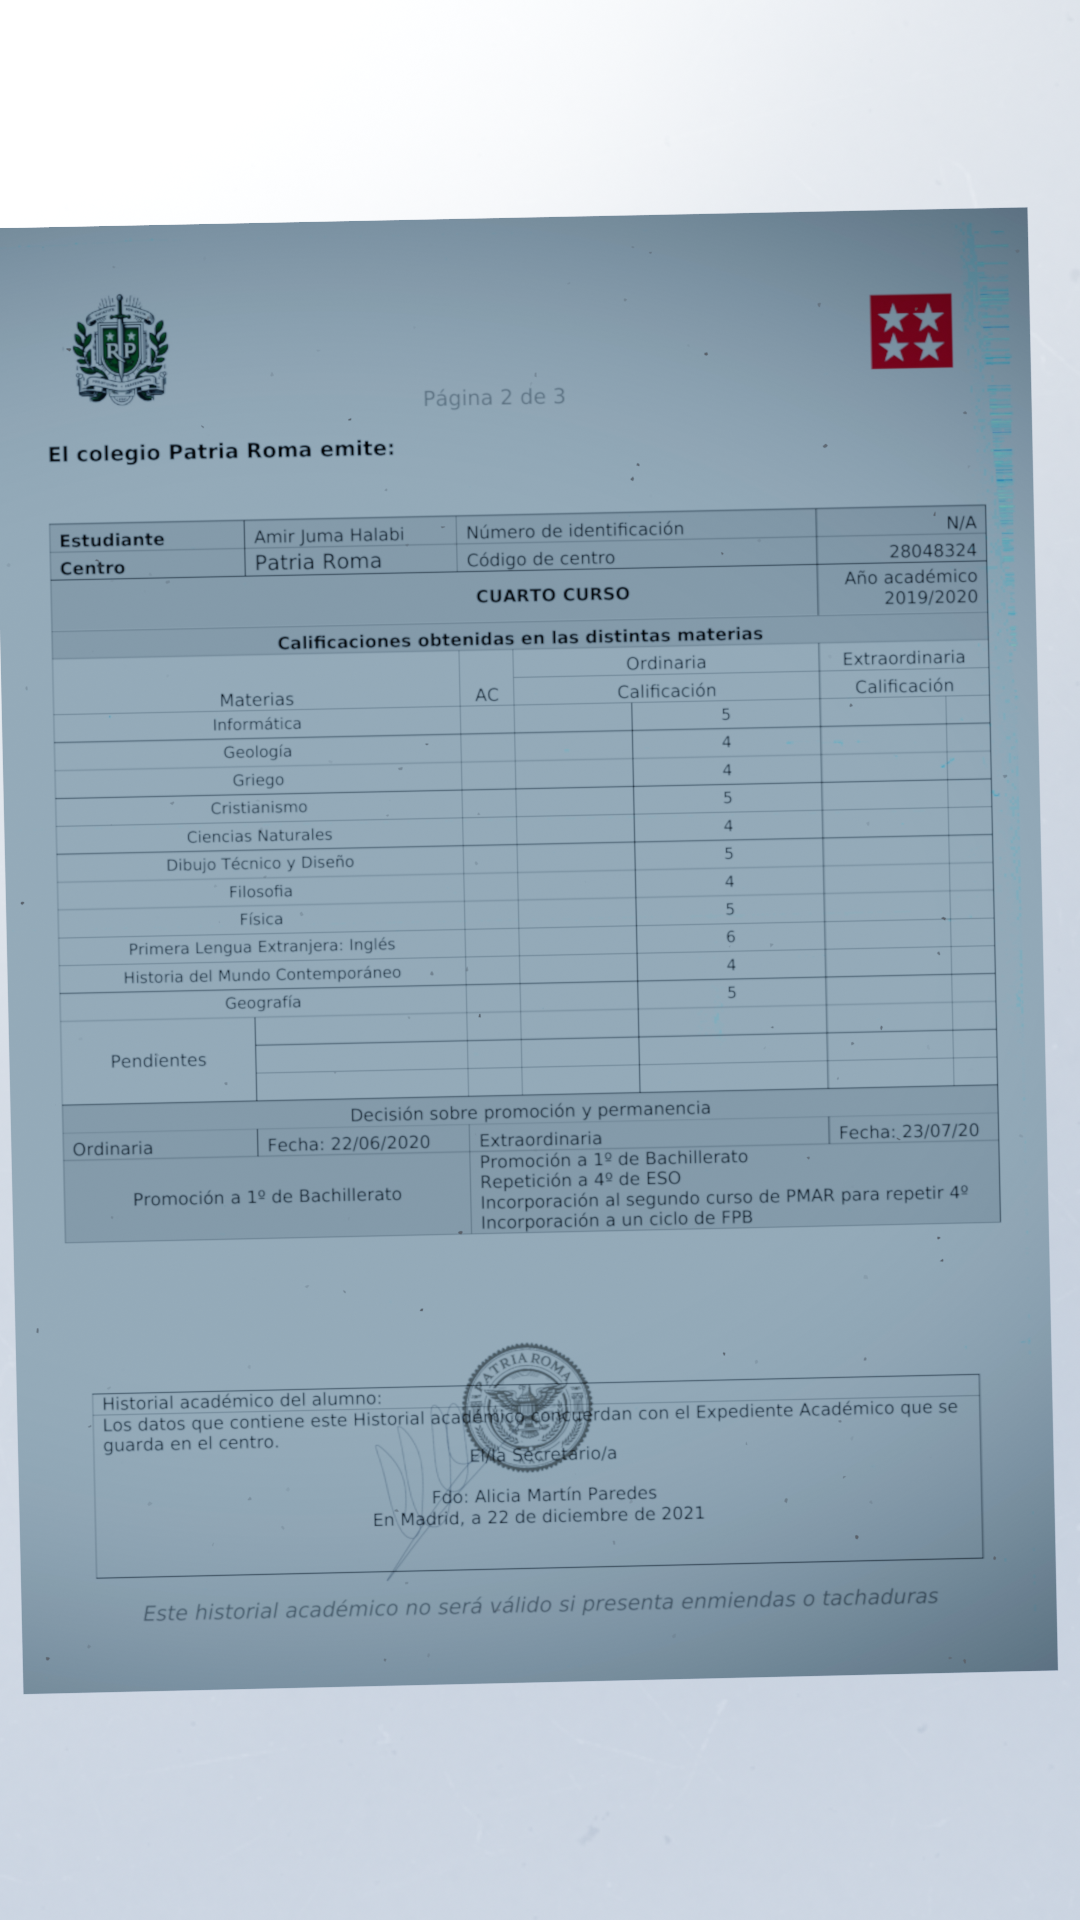 RP
Página 2 de 3
El colegio Patria Roma emite:
Estudiante Amir Juma Halabi Número de identificación N/A
Centro Patria Roma Código de centro 28048324
CUARTO CURSO Año académico 2019/2020
Calificaciones obtenidas en las distintas materias
Materias AC Ordinaria Extraordinaria
Calificación Calificación
Informática 5
Geología 4
Griego 4
Cristianismo 5
Ciencias Naturales 4
Dibujo Técnico y Diseño 5
Filosofia 4
Física 5
Primera Lengua Extranjera: Inglés 6
Historia del Mundo Contemporáneo 4
Geografía 5
Pendientes
Decisión sobre promoción y permanencia
Ordinaria Fecha: 22/06/2020 Extraordinaria Fecha: 23/07/20
Promoción a 1º de Bachillerato
Promoción a 1º de Bachillerato
Repetición a 4º de ESO
Incorporación al segundo curso de PMAR para repetir 4º
Incorporación a un ciclo de FPB
PATRIA ROMA
Historial académico del alumno:
Los datos que contiene este Historial académico concuerdan con el Expediente Académico que se
guarda en el centro.
El/la Secretario/a
Fdo: Alicia Martín Paredes
En Madrid, a 22 de diciembre de 2021
Este historial académico no será válido si presenta enmiendas o tachaduras